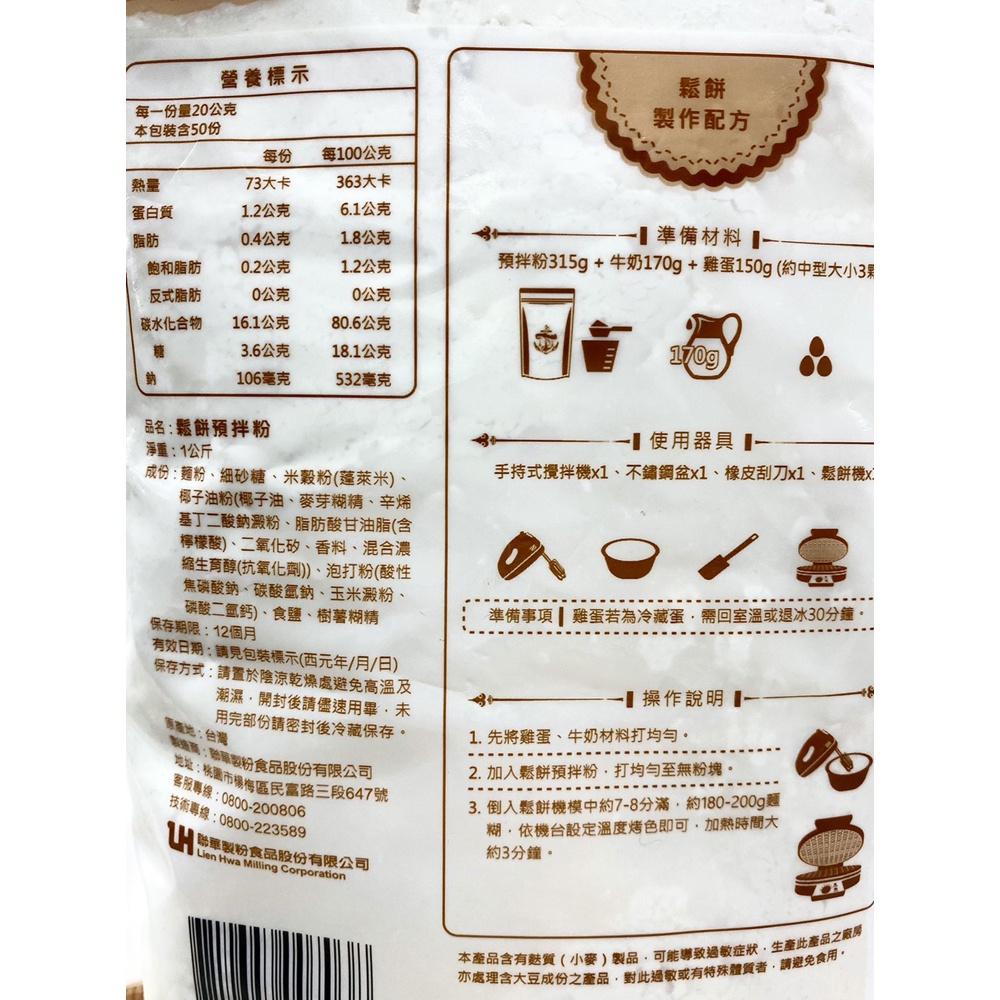 營養標示
每一份量20公克
本包裝含50份
每份 每100公克
熱量 73大卡 363大卡
蛋白質 1.2公克 6.1公克
脂肪 0.4公克 1.8公克
飽和脂肪 0.2公克 1.2公克
反式脂肪 0公克 0公克
碳水化合物 16.1公克 80.6公克
糖 3.6公克 18.1公克
鈉 106毫克 532毫克
品名:鬆餅預拌粉
淨重:1公斤
成份:麵粉、細砂糖、米穀粉(蓬萊米)、
椰子油粉(椰子油、麥芽糊精、辛烯
基丁二酸鈉澱粉、脂肪酸甘油脂(含
檸檬酸)、二氧化矽、香料、混合濃
縮生育醇(抗氧化劑))、泡打粉(酸性
焦磷酸鈉、碳酸氫鈉、玉米澱粉、
磷酸二氫鈣)、食鹽、樹薯糊精
保存期限:12個月
有效日期:請見包裝標示(西元年/月/日)
保存方式:請置於陰涼乾燥處避免高溫及
潮濕,開封後請儘速用畢,未
用完部份請密封後冷藏保存。
原產地:台灣
製造商:聯華製粉食品股份有限公司
地址:桃園市楊梅區民富路三段647號
客服專線:0800-200806
技術專線:0800-223589
LH 聯華製粉食品股份有限公司
Lien Hwa Milling Corporation
鬆餅
製作配方
準備材料
預拌粉315g + 牛奶170g + 雞蛋150g (約中型大小3顆
170g
使用器具
手持式攪拌機x1、不鏽鋼盆x1、橡皮刮刀x1、鬆餅機x1
準備事項 雞蛋若為冷藏蛋,需回室溫或退冰30分鐘。
操作說明
1. 先將雞蛋、牛奶材料打均勻。
2. 加入鬆餅預拌粉,打均勻至無粉塊。
3. 倒入鬆餅機模中約7-8分滿,約180-200g麵
糊,依機台設定溫度烤色即可,加熱時間大
約3分鐘。
本產品含有麩質(小麥)製品,可能導致過敏症狀,生產此產品之廠房
亦處理含大豆成份之產品,對此過敏或有特殊體質者,請避免食用。